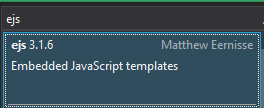 ejs
ejs 3.1.6 Matthew Eernisse
Embedded JavaScript templates